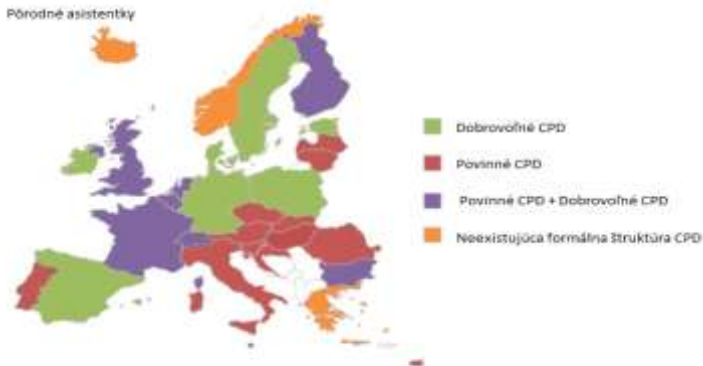 Pôrodné asistentky
Dobrovoľné CPD
Povinné CPD
Povinné CPD + Dobrovoľné CPD
Neexistujúca formálna štruktúra CPD